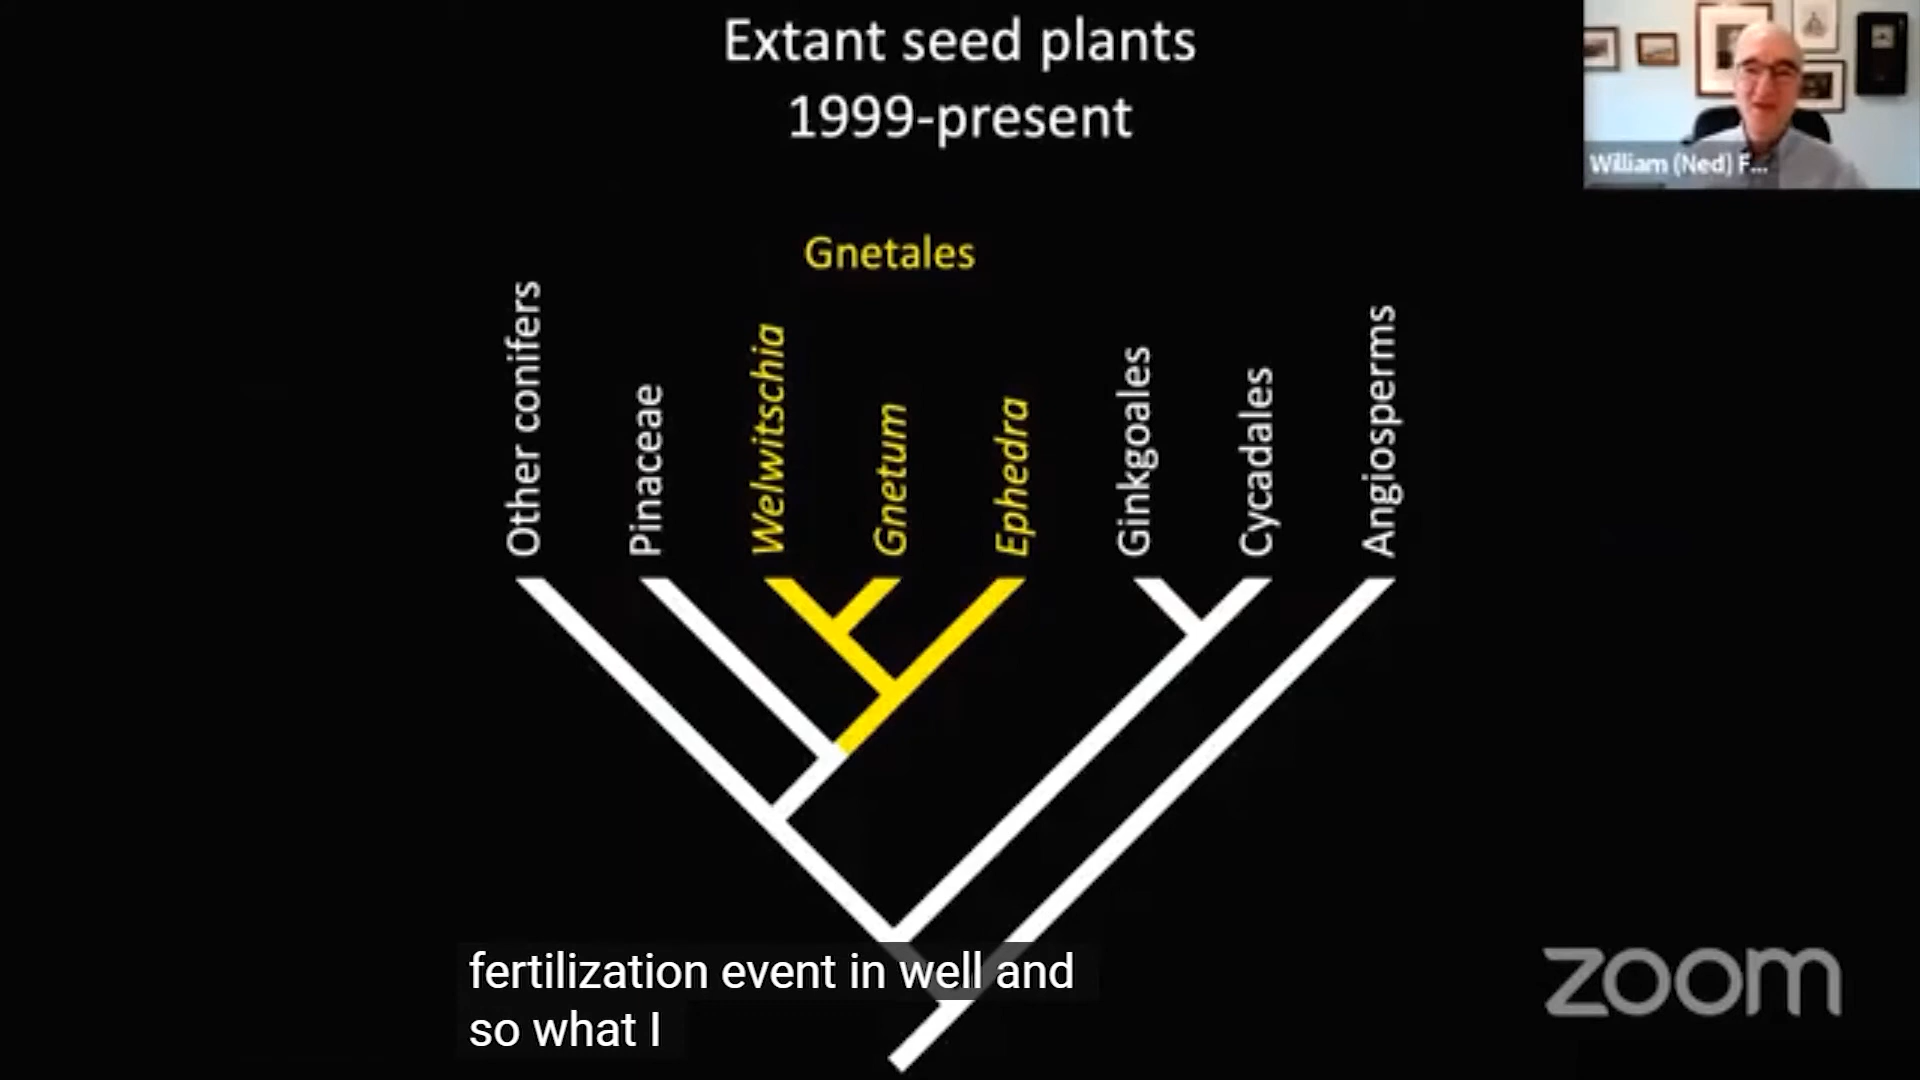 Extant seed plants
1999-present
William (Ned) F...
Gnetales
Other conifers
Pinaceae
Welwitschia
Gnetum
Ephedra
Ginkgoales
Cycadales
Angiosperms
fertilization event in well and
so what I
zoom